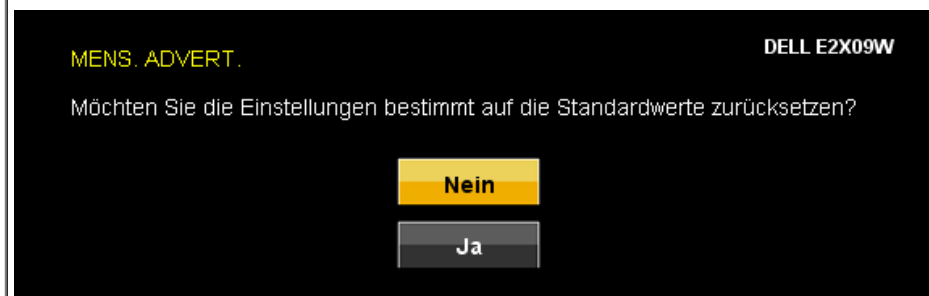 DELL E2X09W
MENS. ADVERT.
Möchten Sie die Einstellungen bestimmt auf die Standardwerte zurücksetzen?
Nein
Ja